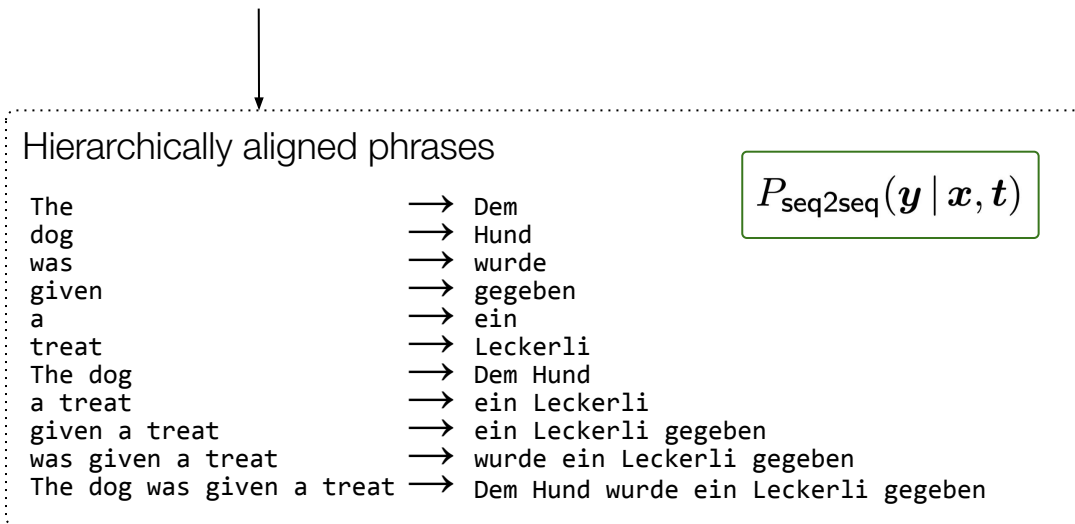 Hierarchically aligned phrases
P_seq2seq(y | x, t)
The → Dem
dog → Hund
was → wurde
given → gegeben
a → ein
treat → Leckerli
The dog → Dem Hund
a treat → ein Leckerli
given a treat → ein Leckerli gegeben
was given a treat → wurde ein Leckerli gegeben
The dog was given a treat → Dem Hund wurde ein Leckerli gegeben